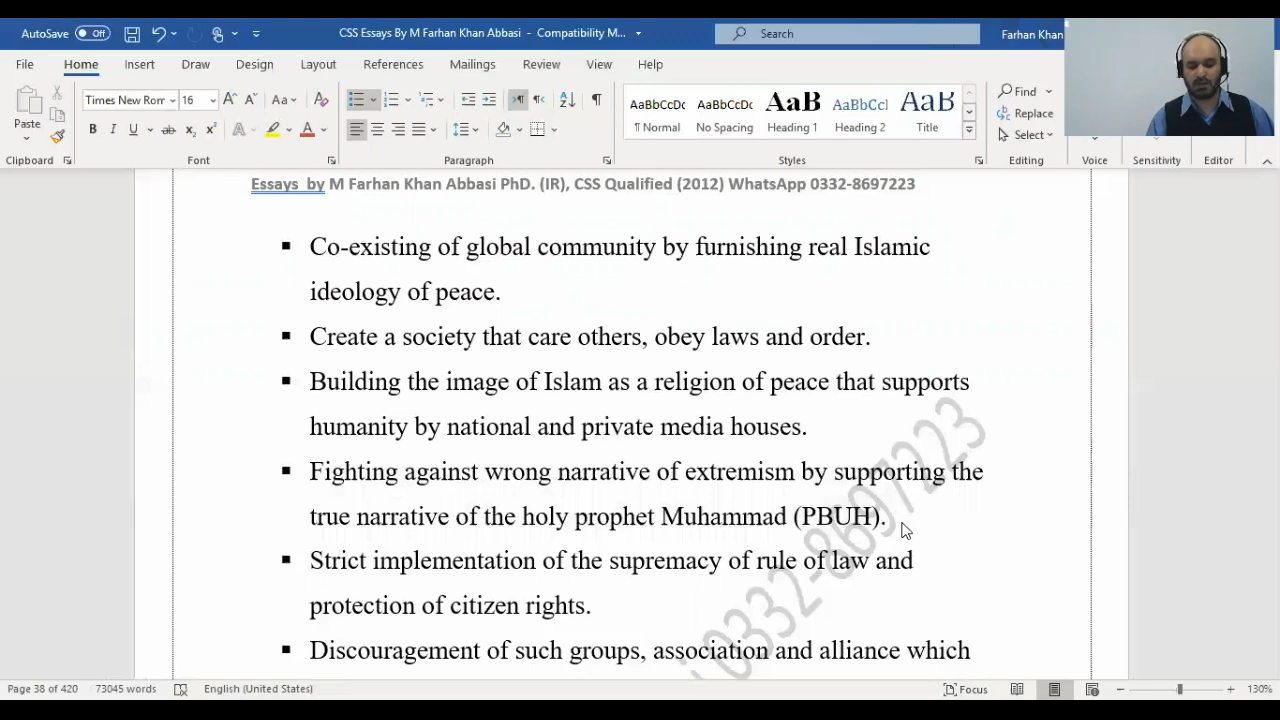 AutoSave Off CSS Essays By M Farhan Khan Abbasi - Compatibility M... Search Farhan Khan
File Home Insert Draw Design Layout References Mailings Review View Help
Times New Rom 16 Aa AaBbCcDc AaBbCcDc AaB AaBbCcI AaB Find
Replace
Paste B I U ab x₂ x² A A ¶ Normal No Spacing Heading 1 Heading 2 Title Select
Clipboard Font Paragraph Styles Editing Voice Sensitivity Editor
Essays by M Farhan Khan Abbasi PhD. (IR), CSS Qualified (2012) WhatsApp 0332-8697223
▪ Co-existing of global community by furnishing real Islamic
ideology of peace.
▪ Create a society that care others, obey laws and order.
▪ Building the image of Islam as a religion of peace that supports
humanity by national and private media houses.
▪ Fighting against wrong narrative of extremism by supporting the
true narrative of the holy prophet Muhammad (PBUH).
▪ Strict implementation of the supremacy of rule of law and
protection of citizen rights.
▪ Discouragement of such groups, association and alliance which
i 0332-8697223
Page 38 of 420 73045 words English (United States) Focus 130%